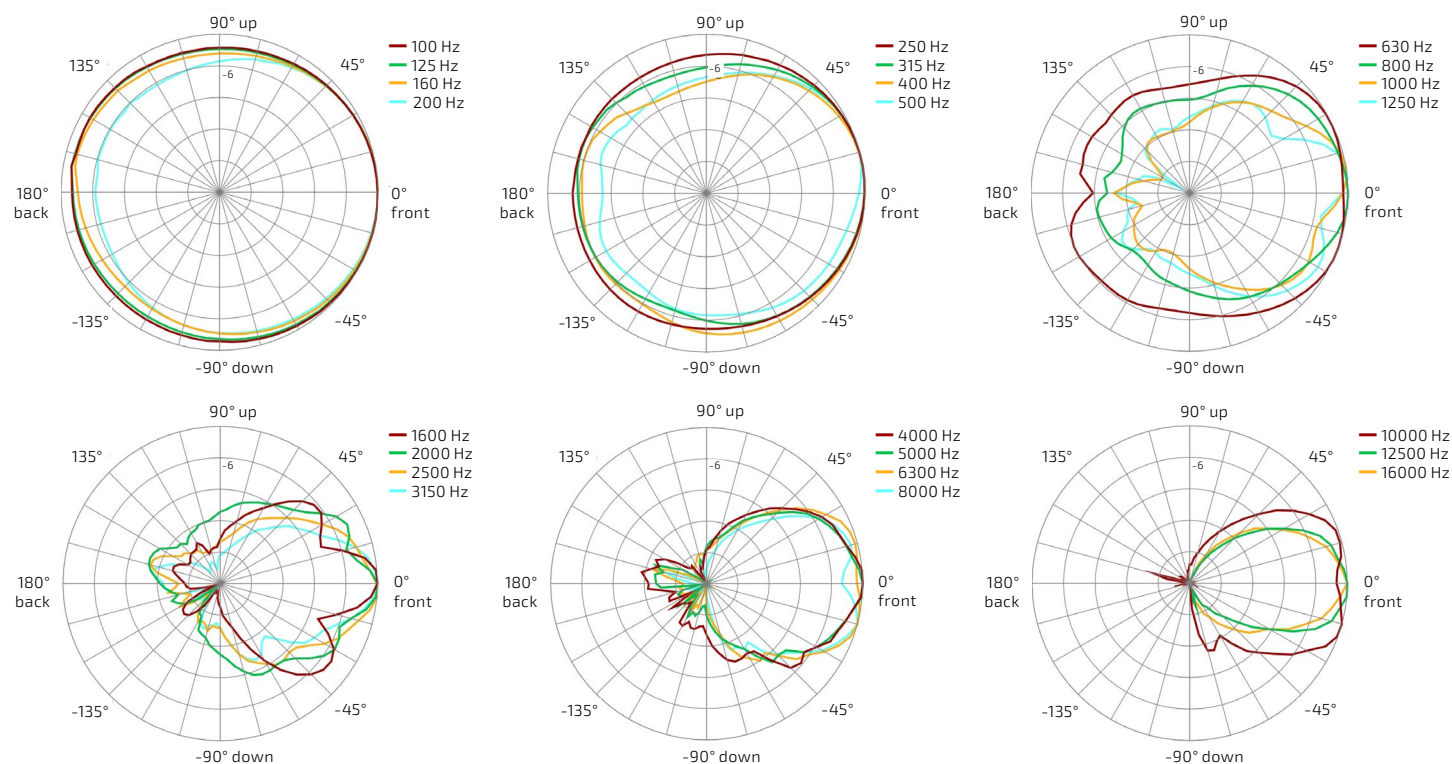 90° up
135°
45°
-6
180°
back
0°
front
-135°
-45°
-90° down
100 Hz
125 Hz
160 Hz
200 Hz
90° up
135°
45°
-6
180°
back
0°
front
-135°
-45°
-90° down
250 Hz
315 Hz
400 Hz
500 Hz
90° up
135°
45°
-6
180°
back
0°
front
-135°
-45°
-90° down
630 Hz
800 Hz
1000 Hz
1250 Hz
90° up
135°
45°
-6
180°
back
0°
front
-135°
-45°
-90° down
1600 Hz
2000 Hz
2500 Hz
3150 Hz
90° up
135°
45°
-6
180°
back
0°
front
-135°
-45°
-90° down
4000 Hz
5000 Hz
6300 Hz
8000 Hz
90° up
135°
45°
-6
180°
back
0°
front
-135°
-45°
-90° down
10000 Hz
12500 Hz
16000 Hz